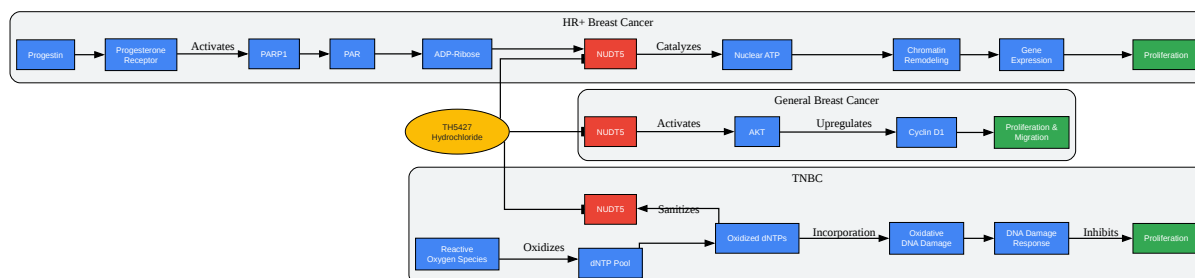 HR+ Breast Cancer
Progestin
Progesterone
Receptor
Activates
PARP1
PAR
ADP-Ribose
NUDT5
Catalyzes
Nuclear ATP
Chromatin
Remodeling
Gene
Expression
Proliferation
TH5427
Hydrochloride
General Breast Cancer
NUDT5
Activates
AKT
Upregulates
Cyclin D1
Proliferation &
Migration
TNBC
NUDT5
Sanitizes
Reactive
Oxygen Species
Oxidizes
dNTP Pool
Oxidized dNTPs
Incorporation
Oxidative
DNA Damage
DNA Damage
Response
Inhibits
Proliferation